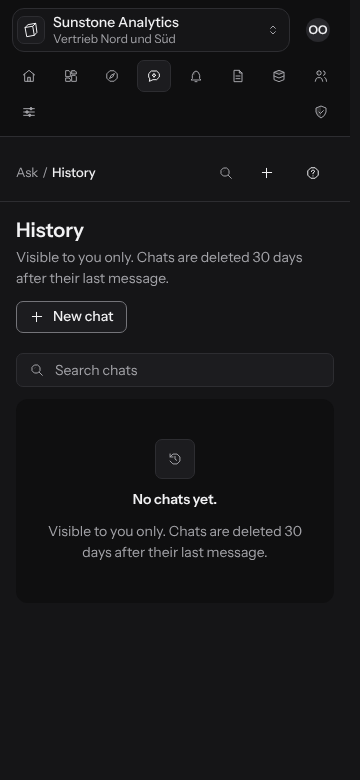 Sunstone Analytics
Vertrieb Nord und Süd
OO
Ask / History
History
Visible to you only. Chats are deleted 30 days
after their last message.
New chat
Search chats
No chats yet.
Visible to you only. Chats are deleted 30
days after their last message.